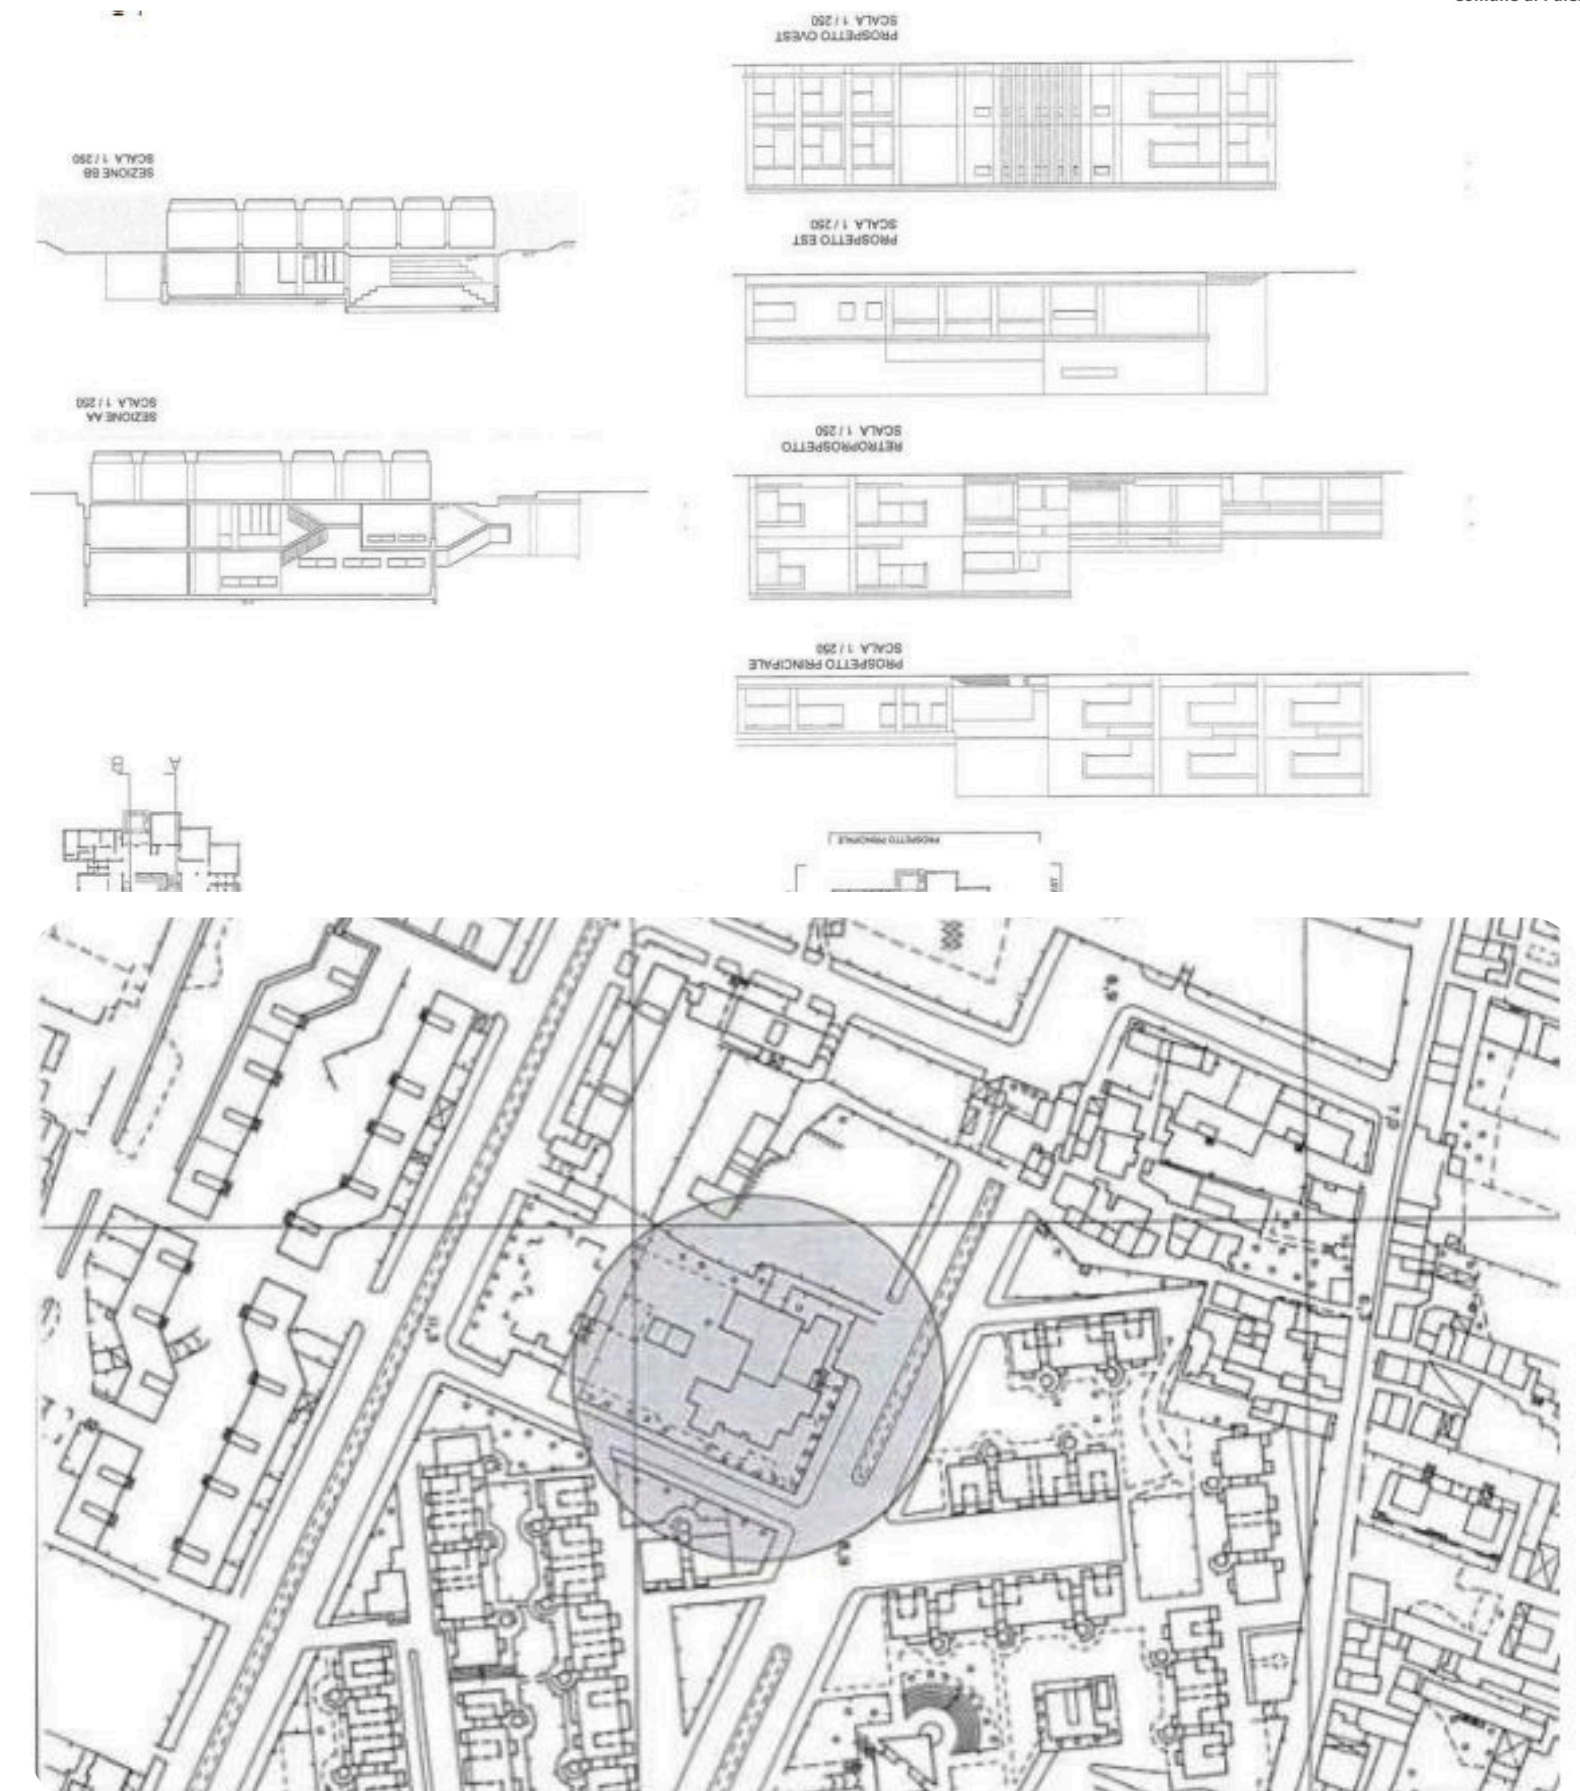 PROSPETTO OVEST
SCALA 1 / 250
SEZIONE BB
SCALA 1 / 250
PROSPETTO EST
SCALA 1 / 250
SEZIONE AA
SCALA 1 / 250
RETROPROSPETTO
SCALA 1 / 250
PROSPETTO PRINCIPALE
SCALA 1 / 250
B A
PROSPETTO PRINCIPALE